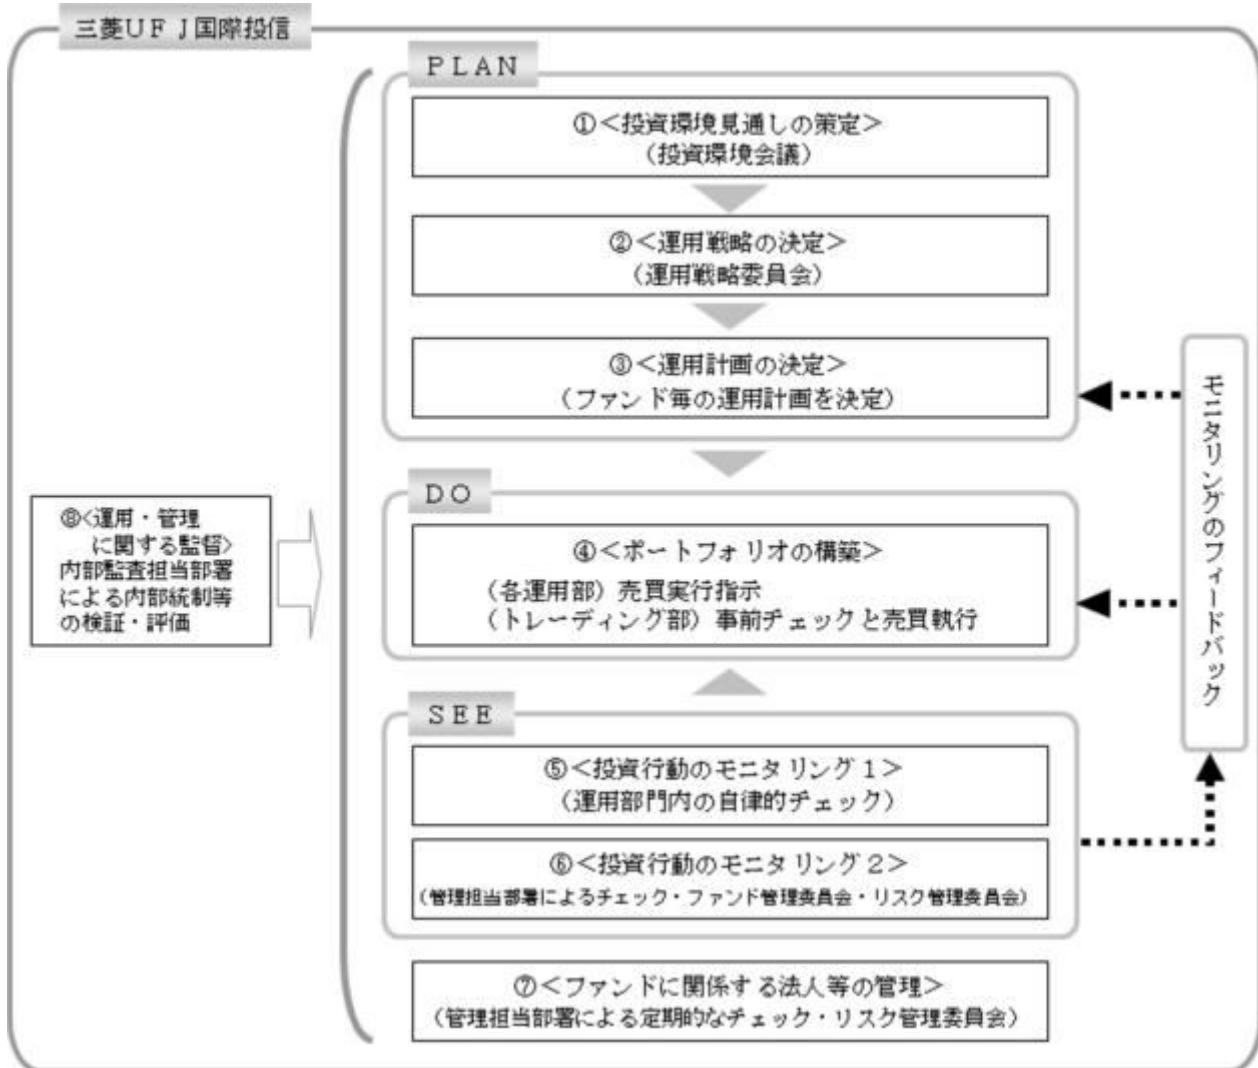 三菱UFJ国際投信
PLAN
①<投資環境見通しの策定>
(投資環境会議)
②<運用戦略の決定>
(運用戦略委員会)
③<運用計画の決定>
(ファンド毎の運用計画を決定)
DO
④<ポートフォリオの構築>
(各運用部)売買実行指示
(トレーディング部)事前チェックと売買執行
SEE
⑤<投資行動のモニタリング1>
(運用部門内の自律的チェック)
⑥<投資行動のモニタリング2>
(管理担当部署によるチェック・ファンド管理委員会・リスク管理委員会)
⑦<ファンドに関係する法人等の管理>
(管理担当部署による定期的なチェック・リスク管理委員会)
⑧<運用・管理
に関する監督>
内部監査担当部署
による内部統制等
の検証・評価
モニタリングのフィードバック